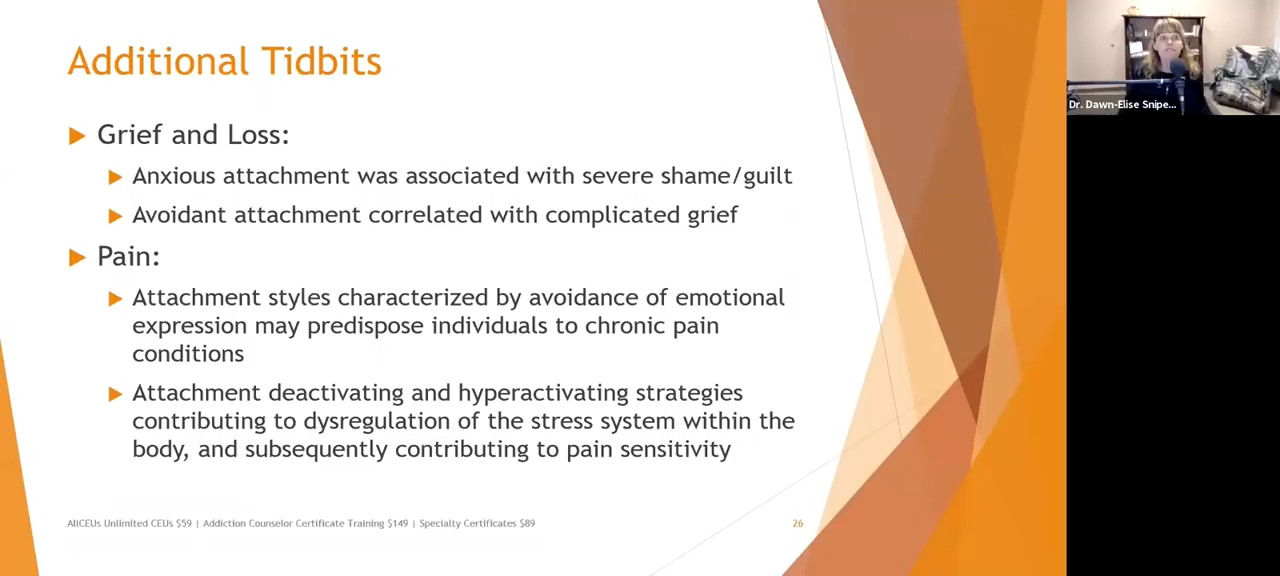 Additional Tidbits
Grief and Loss:
Anxious attachment was associated with severe shame/guilt
Avoidant attachment correlated with complicated grief
Pain:
Attachment styles characterized by avoidance of emotional
expression may predispose individuals to chronic pain
conditions
Attachment deactivating and hyperactivating strategies
contributing to dysregulation of the stress system within the
body, and subsequently contributing to pain sensitivity
AllCEUs Unlimited CEUs $59 | Addiction Counselor Certificate Training $149 | Specialty Certificates $89
26
Dr. Dawn-Elise Snipe...